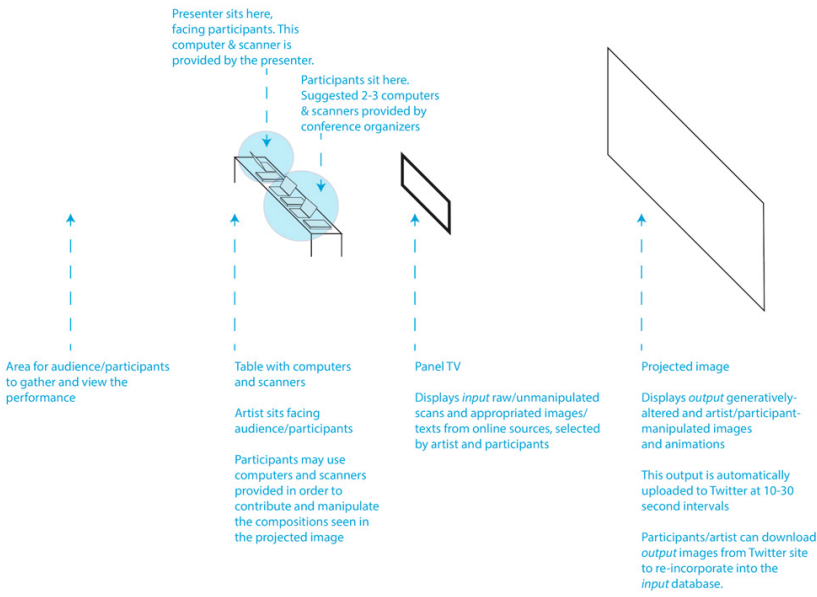 Presenter sits here,
facing participants. This
computer & scanner is
provided by the presenter.
Participants sit here.
Suggested 2-3 computers
& scanners provided by
conference organizers
Area for audience/participants
to gather and view the
performance
Table with computers
and scanners
Artist sits facing
audience/participants
Participants may use
computers and scanners
provided in order to
contribute and manipulate
the compositions seen in
the projected image
Panel TV
Displays input raw/unmanipulated
scans and appropriated images/
texts from online sources, selected
by artist and participants
Projected image
Displays output generatively-
altered and artist/participant-
manipulated images
and animations
This output is automatically
uploaded to Twitter at 10-30
second intervals
Participants/artist can download
output images from Twitter site
to re-incorporate into the
input database.